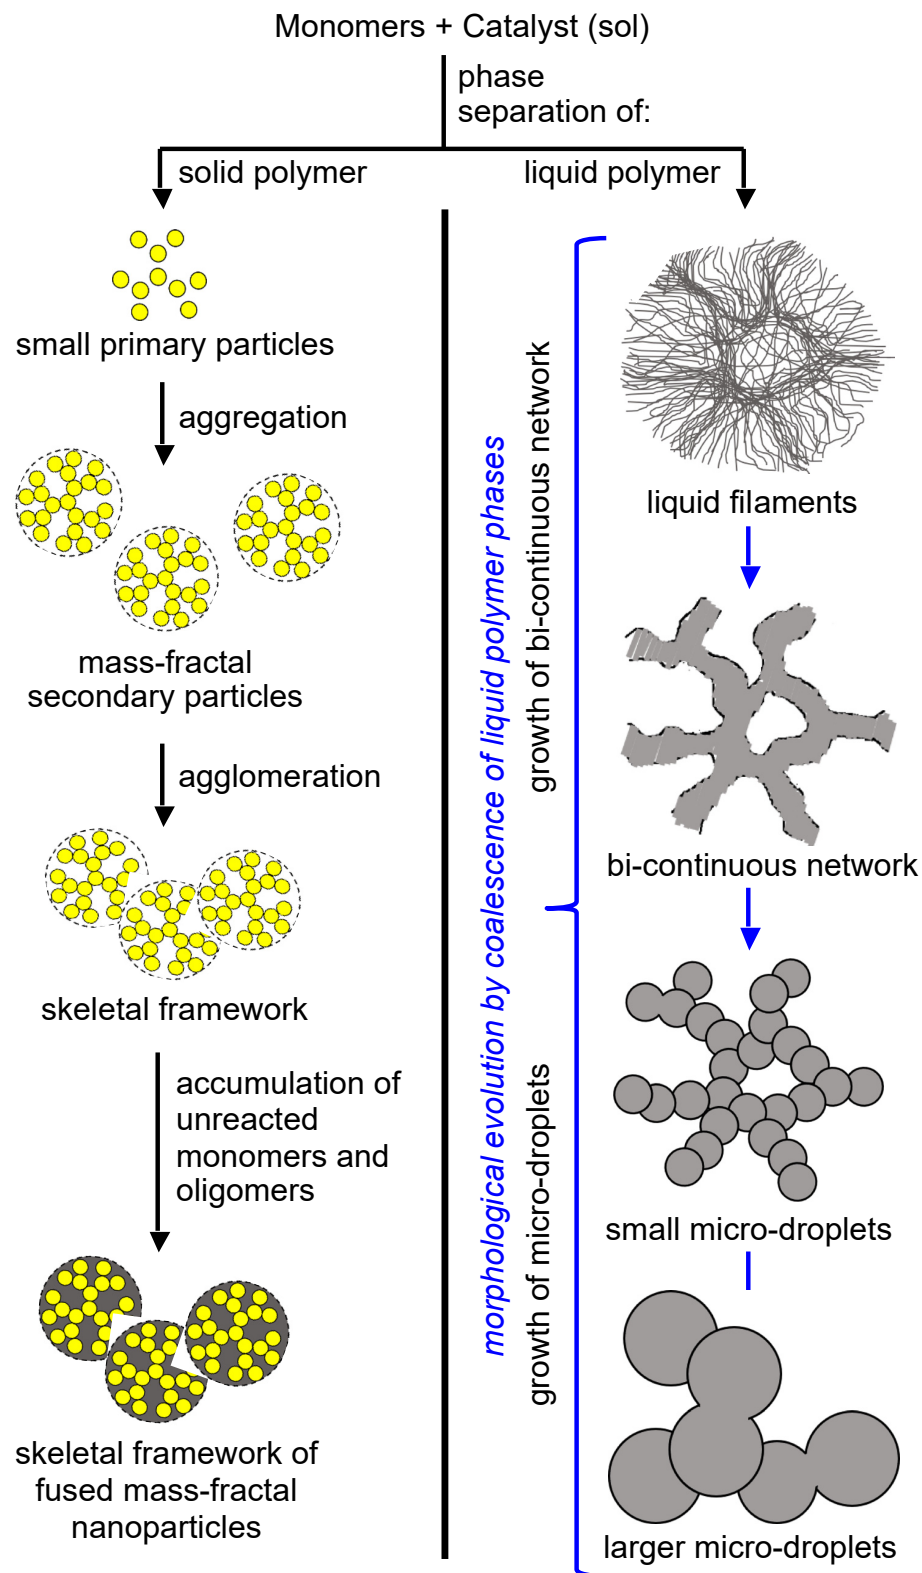 Monomers + Catalyst (sol)
phase
separation of:
solid polymer
liquid polymer
small primary particles
aggregation
mass-fractal
secondary particles
agglomeration
skeletal framework
accumulation of
unreacted
monomers and
oligomers
skeletal framework of
fused mass-fractal
nanoparticles
morphological evolution by coalescence of liquid polymer phases
growth of bi-continuous network
growth of micro-droplets
liquid filaments
bi-continuous network
small micro-droplets
larger micro-droplets